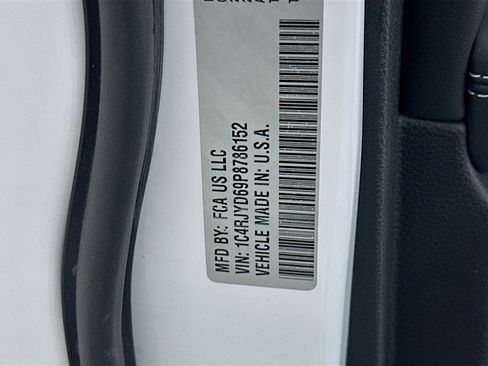 MFD BY: FCA US LLC
VIN: 1C4RJYD69P8786152
VEHICLE MADE IN: U.S.A.